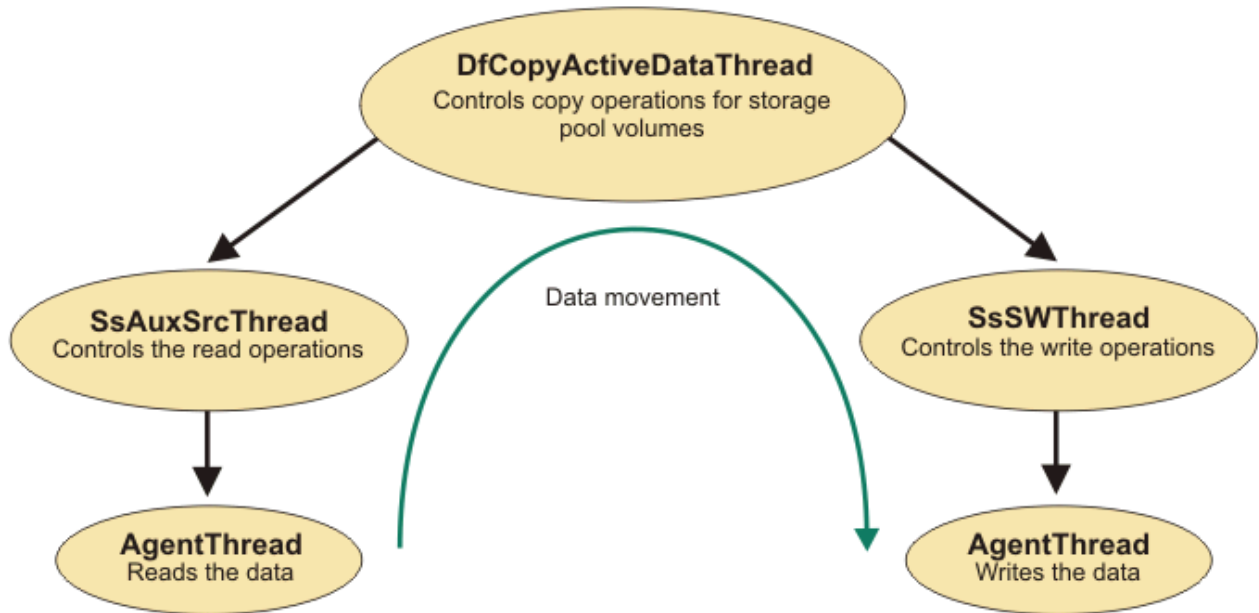 DfCopyActiveDataThread
Controls copy operations for storage
pool volumes
Data movement
SsAuxSrcThread
Controls the read operations
SsSWThread
Controls the write operations
AgentThread
Reads the data
AgentThread
Writes the data